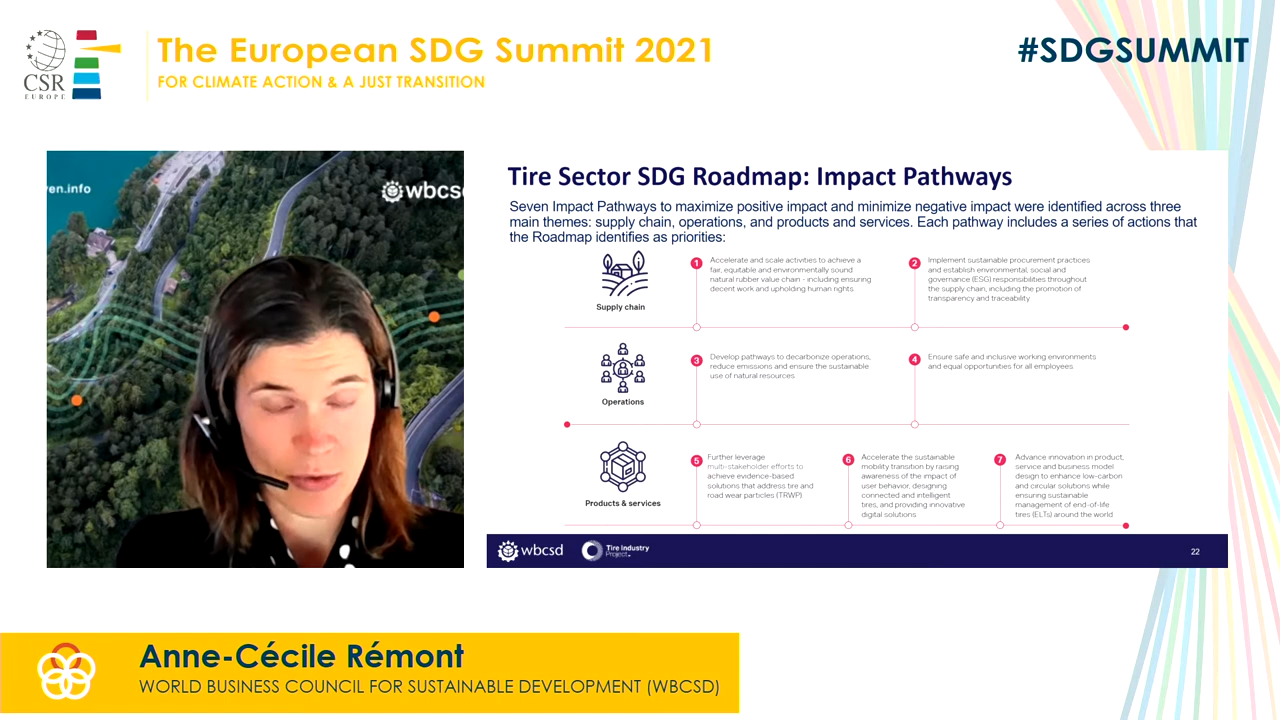 CSR
EUROPE
The European SDG Summit 2021
FOR CLIMATE ACTION & A JUST TRANSITION
#SDGSUMMIT
ven.info
wbcs
Tire Sector SDG Roadmap: Impact Pathways
Seven Impact Pathways to maximize positive impact and minimize negative impact were identified across three
main themes: supply chain, operations, and products and services. Each pathway includes a series of actions that
the Roadmap identifies as priorities:
Supply chain
1
Accelerate and scale activities to achieve a
fair, equitable and environmentally sound
natural rubber value chain - including ensuring
decent work and upholding human rights
2
Implement sustainable procurement practices
and establish environmental, social and
governance (ESG) responsibilities throughout
the supply chain, including the promotion of
transparency and traceability
Operations
3
Develop pathways to decarbonize operations,
reduce emissions and ensure the sustainable
use of natural resources
4
Ensure safe and inclusive working environments
and equal opportunities for all employees
Products & services
5
Further leverage
multi-stakeholder efforts to
achieve evidence-based
solutions that address tire and
road wear particles (TRWP)
6
Accelerate the sustainable
mobility transition by raising
awareness of the impact of
user behavior, designing
connected and intelligent
tires, and providing innovative
digital solutions
7
Advance innovation in product,
service and business model
design to enhance low-carbon
and circular solutions while
ensuring sustainable
management of end-of-life
tires (ELTs) around the world
wbcsd
Tire Industry
Project
22
Anne-Cécile Rémont
WORLD BUSINESS COUNCIL FOR SUSTAINABLE DEVELOPMENT (WBCSD)